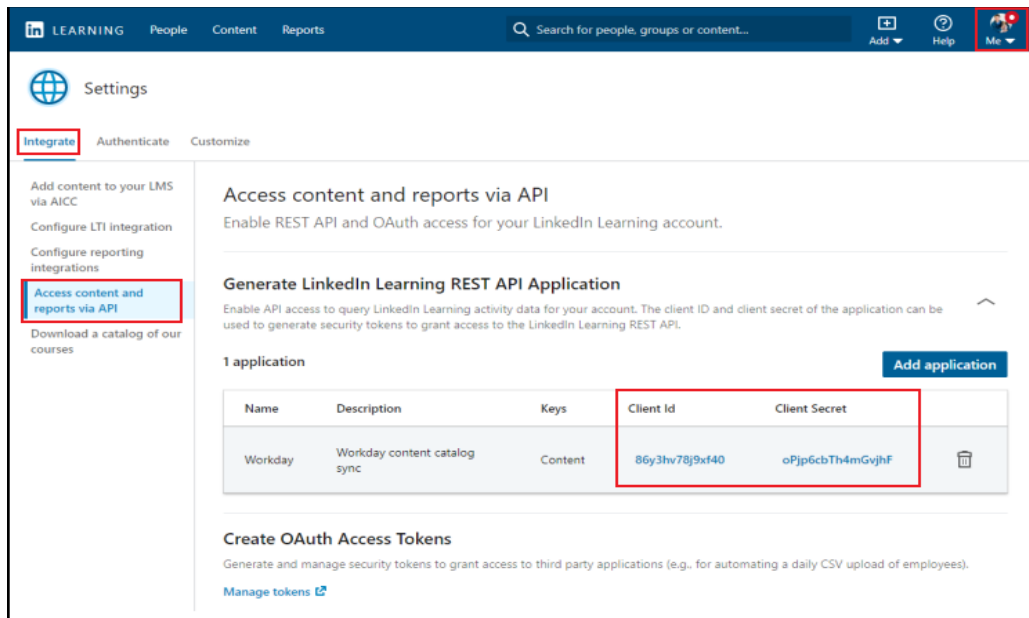 in LEARNING People Content Reports Search for people, groups or content... Add Help Me
Settings
Integrate Authenticate Customize
Add content to your LMS
via AICC
Configure LTI integration
Configure reporting
integrations
Access content and
reports via API
Download a catalog of our
courses
Access content and reports via API
Enable REST API and OAuth access for your LinkedIn Learning account.
Generate LinkedIn Learning REST API Application
Enable API access to query LinkedIn Learning activity data for your account. The client ID and client secret of the application can be
used to generate security tokens to grant access to the LinkedIn Learning REST API.
1 application
Add application
Name Description Keys Client Id Client Secret
Workday Workday content catalog
sync Content 86y3hv78j9xf40 oPjp6cbTh4mGvjhF
Create OAuth Access Tokens
Generate and manage security tokens to grant access to third party applications (e.g., for automating a daily CSV upload of employees).
Manage tokens